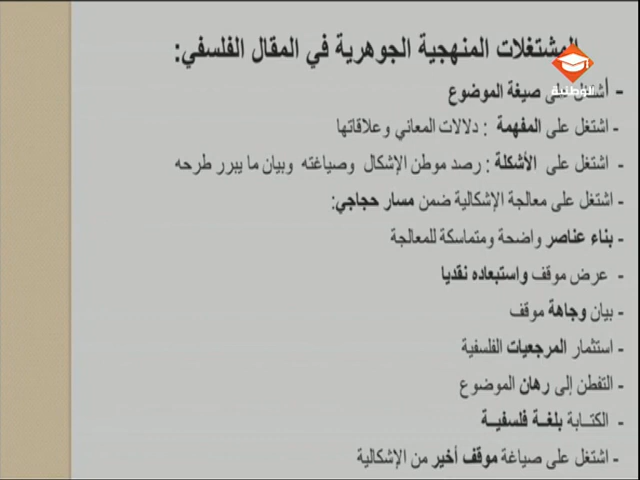 المشتغلات المنهجية الجوهرية في المقال الفلسفي:
الوطنية
- أشتغل على صيغة الموضوع
- اشتغل على المفهمة : دلالات المعاني وعلاقاتها
- اشتغل على الأشكلة : رصد موطن الإشكال وصياغته وبيان ما يبرر طرحه
- اشتغل على معالجة الإشكالية ضمن مسار حجاجي:
- بناء عناصر واضحة ومتماسكة للمعالجة
- عرض موقف واستبعاده نقديا
- بيان وجاهة موقف
- استثمار المرجعيات الفلسفية
- التفطن إلى رهان الموضوع
- الكتابة بلغة فلسفية
- اشتغل على صياغة موقف أخير من الإشكالية